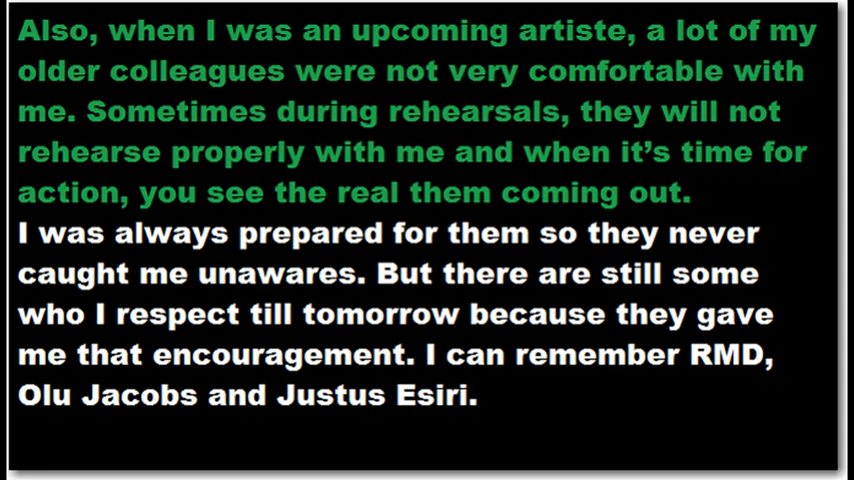 Also, when I was an upcoming artiste, a lot of my
older colleagues were not very comfortable with
me. Sometimes during rehearsals, they will not
rehearse properly with me and when it’s time for
action, you see the real them coming out.
I was always prepared for them so they never
caught me unawares. But there are still some
who I respect till tomorrow because they gave
me that encouragement. I can remember RMD,
Olu Jacobs and Justus Esiri.